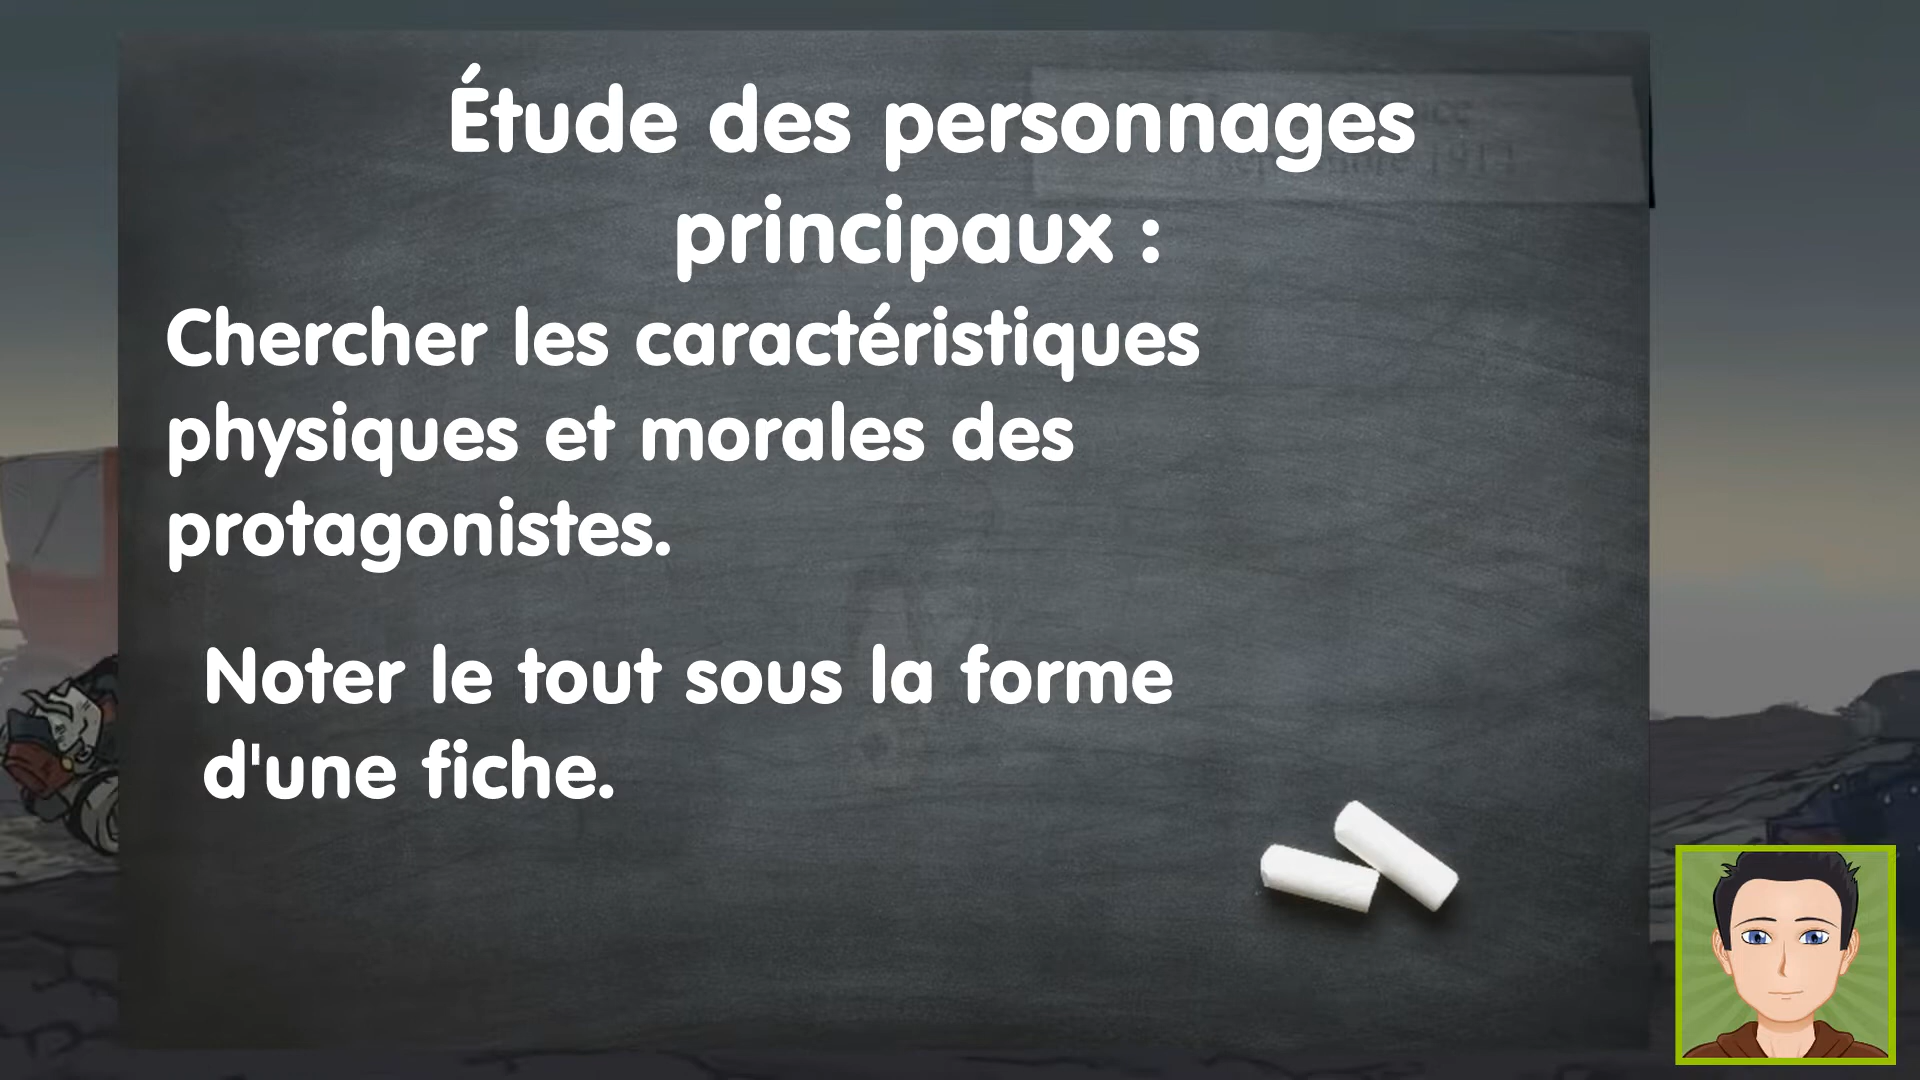 Étude des personnages
principaux :
Chercher les caractéristiques
physiques et morales des
protagonistes.
Noter le tout sous la forme
d'une fiche.